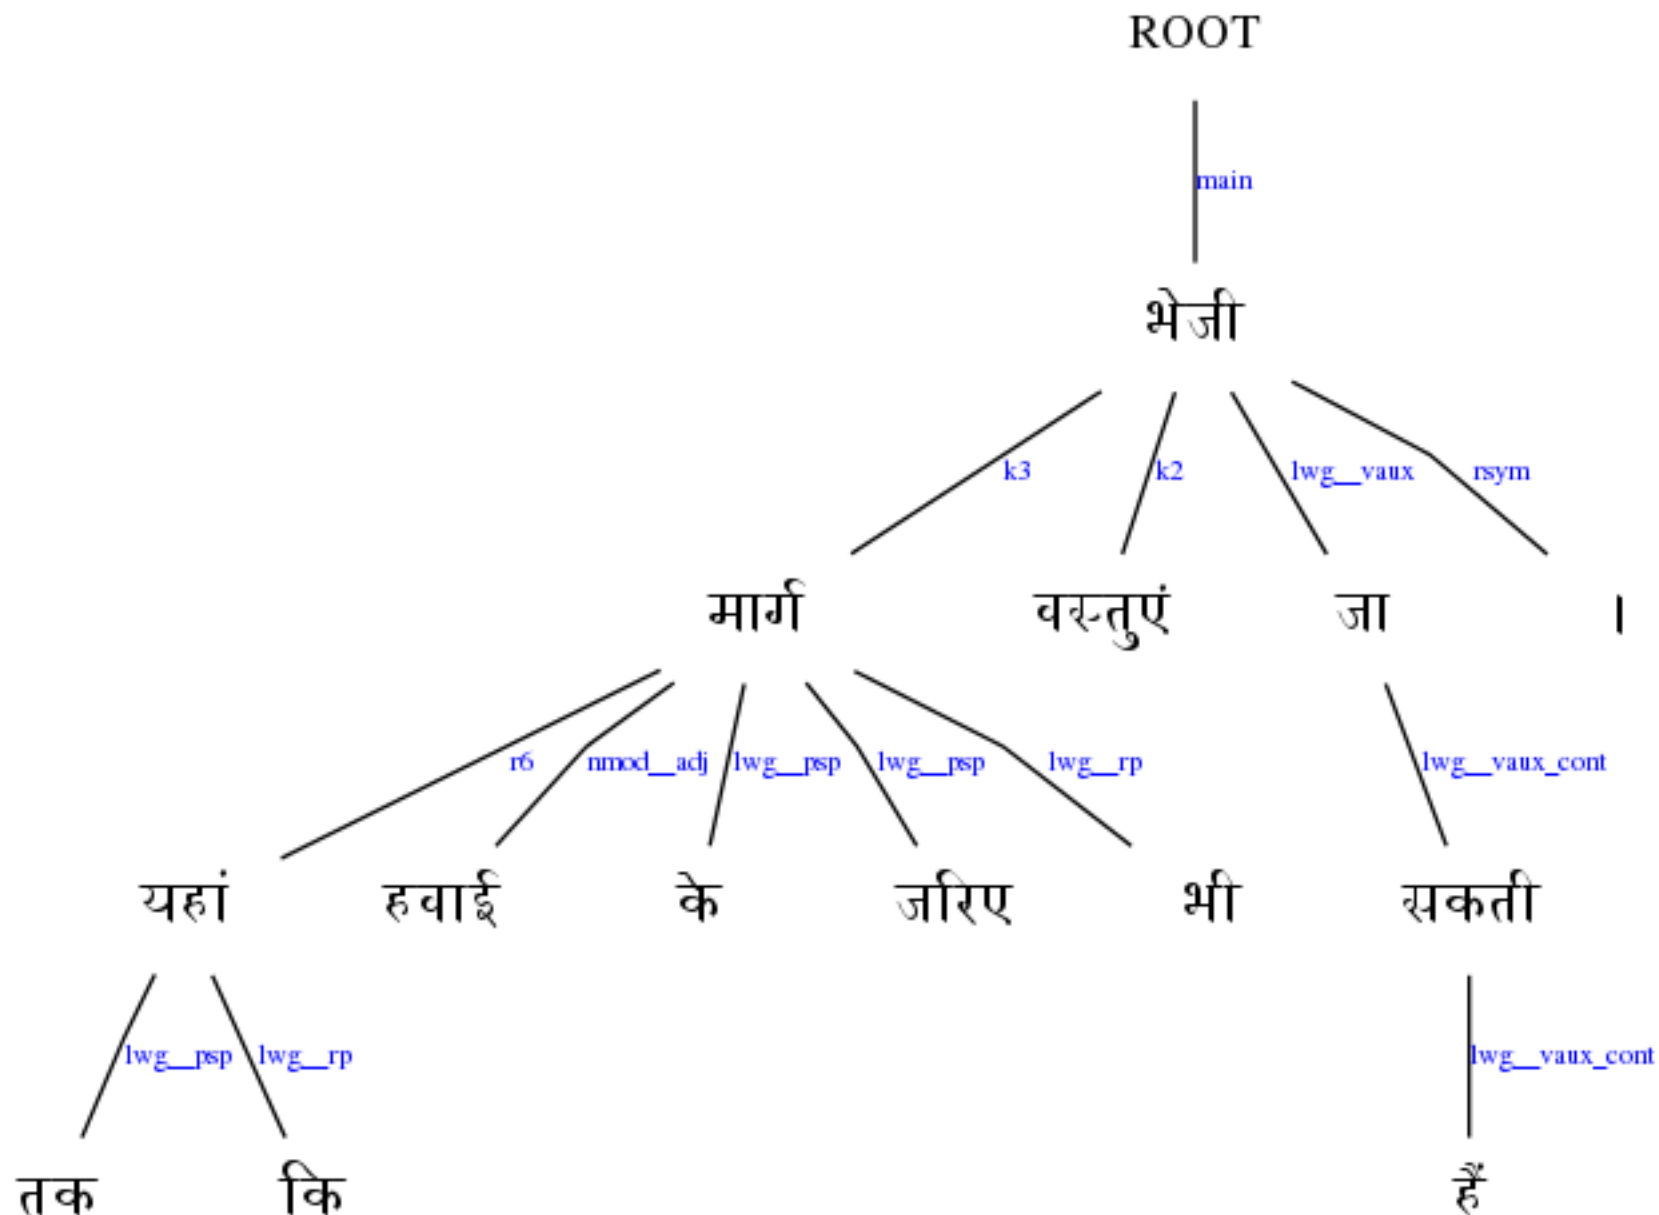 ROOT
main
भेजी
k3 k2 lwg__vaux rsym
मार्ग वस्तुएं जा ।
r6 nmod__adj lwg__psp lwg__psp lwg__rp lwg__vaux_cont
यहां हवाई के जरिए भी सकती
lwg__psp lwg__rp lwg__vaux_cont
तक कि हैं